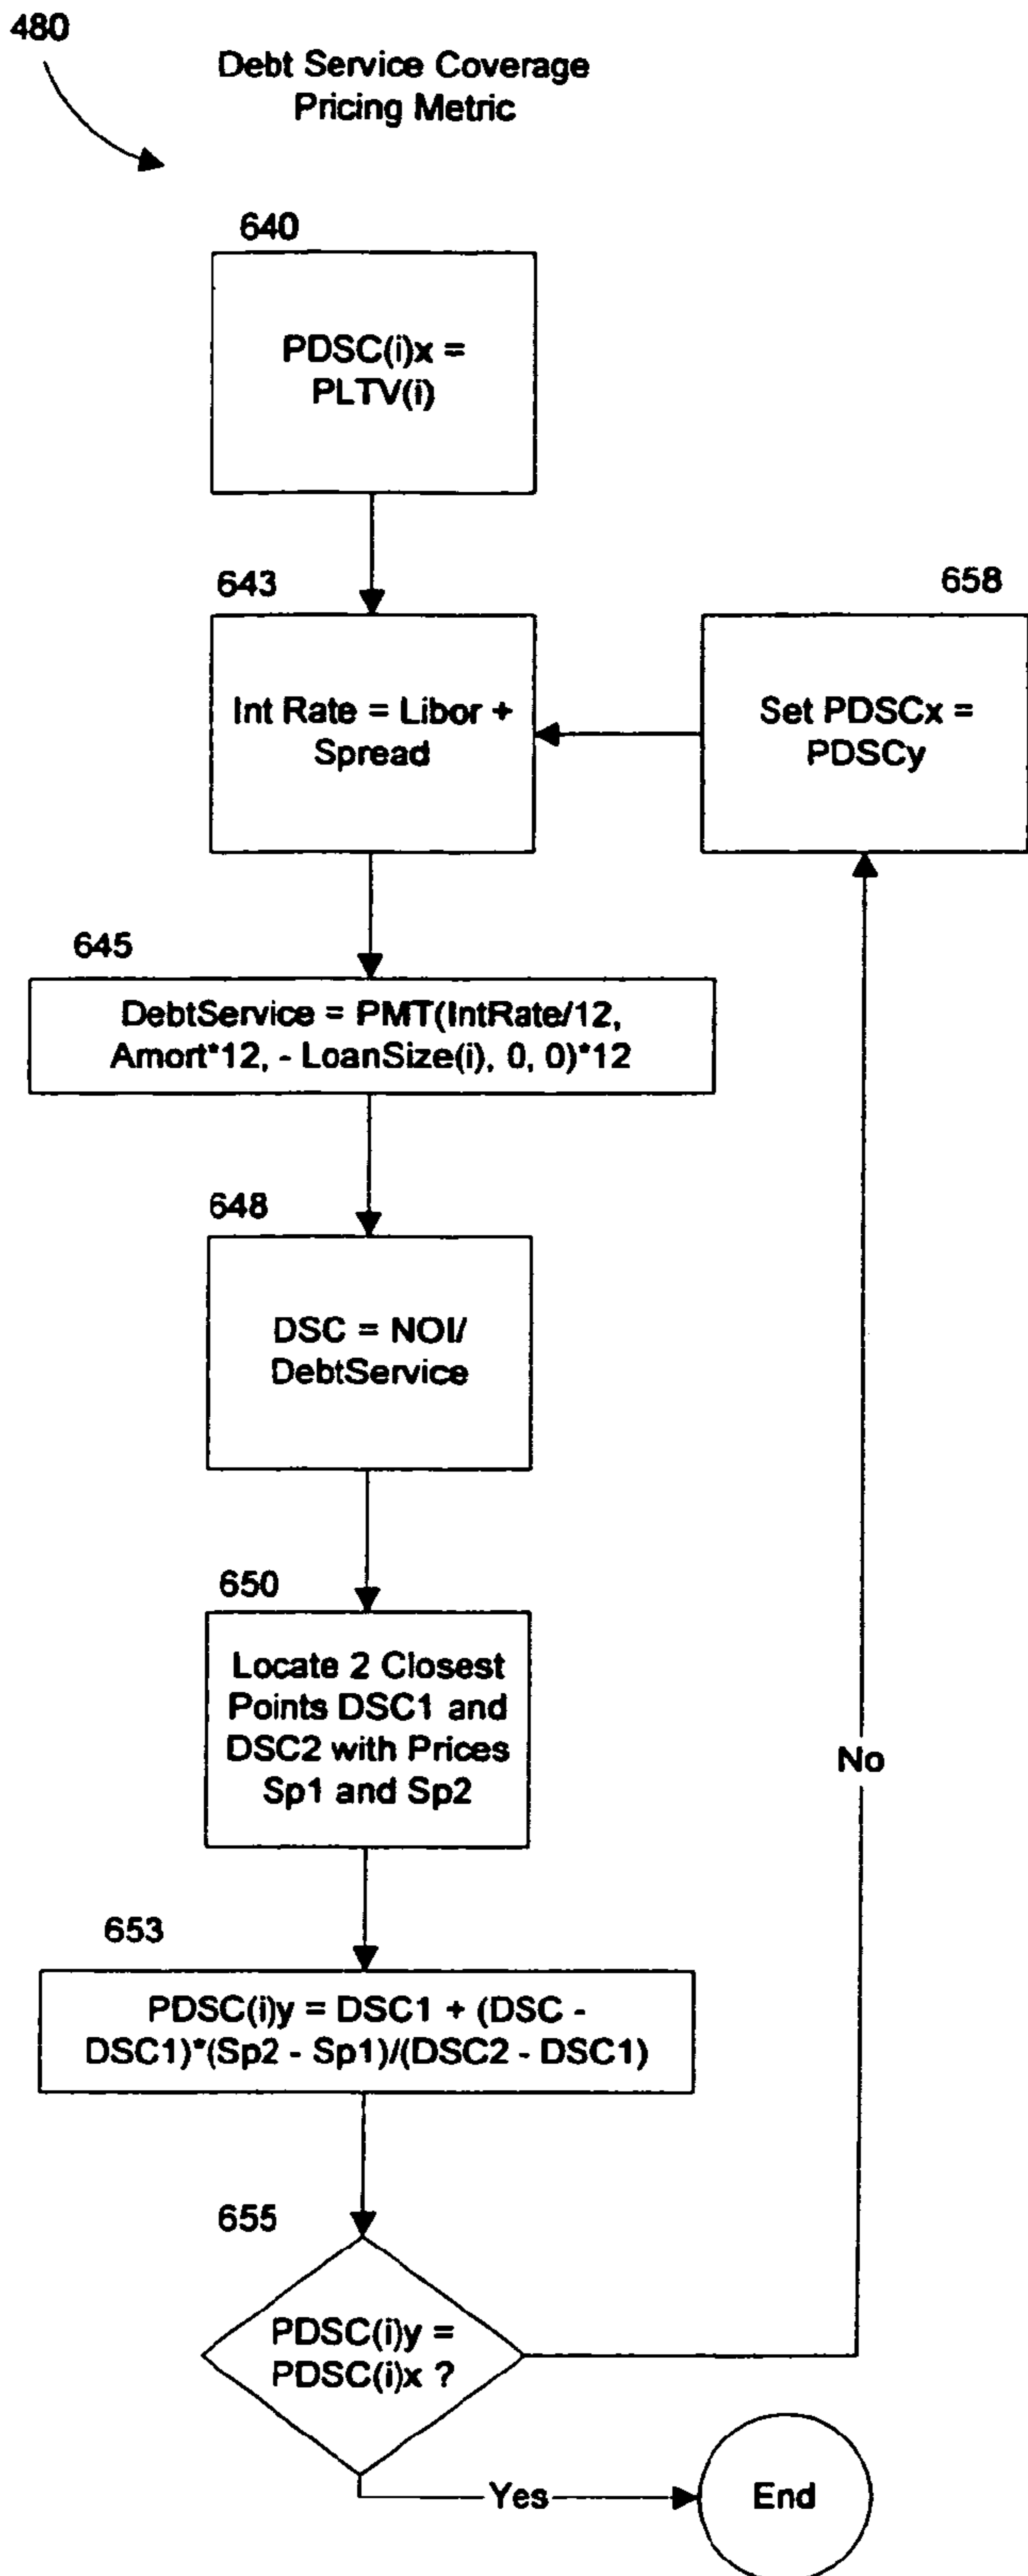 480
Debt Service Coverage
Pricing Metric
640
PDSC(i)x =
PLTV(i)
643
658
Int Rate = Libor +
Spread
Set PDSCx =
PDSCy
645
DebtService = PMT(IntRate/12,
Amort*12, - LoanSize(i), 0, 0)*12
648
DSC = NOI/
DebtService
650
Locate 2 Closest
Points DSC1 and
DSC2 with Prices
Sp1 and Sp2
No
653
PDSC(i)y = DSC1 + (DSC -
DSC1)*(Sp2 - Sp1)/(DSC2 - DSC1)
655
PDSC(i)y =
PDSC(i)x ?
Yes
End